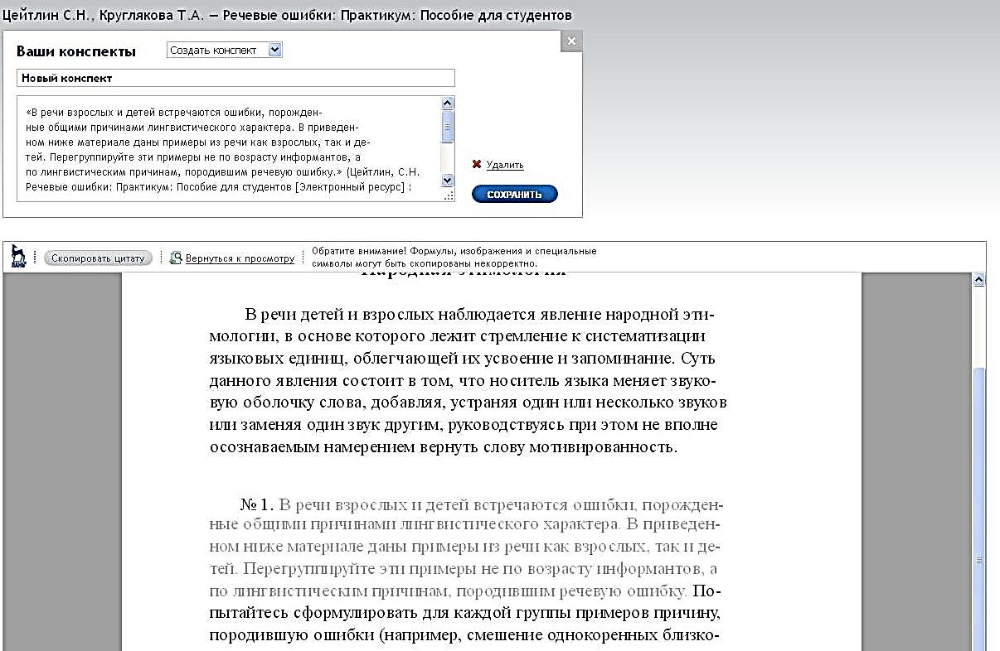 Цейтлин С.Н., Круглякова Т.А. — Речевые ошибки: Практикум: Пособие для студентов
Ваши конспекты
Создать конспект
Новый конспект
«В речи взрослых и детей встречаются ошибки, порожден-
ные общими причинами лингвистического характера. В приведен-
ном ниже материале даны примеры из речи как взрослых, так и де-
тей. Перегруппируйте эти примеры не по возрасту информантов, а
по лингвистическим причинам, породившим речевую ошибку.» (Цейтлин, С.Н.
Речевые ошибки: Практикум: Пособие для студентов [Электронный ресурс] :
Удалить
СОХРАНИТЬ
ЛАНЬ
Скопировать цитату
Вернуться к просмотру
Обратите внимание! Формулы, изображения и специальные
символы могут быть скопированы некорректно.
Народная этимология
В речи детей и взрослых наблюдается явление народной эти-
мологии, в основе которого лежит стремление к систематизации
языковых единиц, облегчающей их усвоение и запоминание. Суть
данного явления состоит в том, что носитель языка меняет звуко-
вую оболочку слова, добавляя, устраняя один или несколько звуков
или заменяя один звук другим, руководствуясь при этом не вполне
осознаваемым намерением вернуть слову мотивированность.
№ 1. В речи взрослых и детей встречаются ошибки, порожден-
ные общими причинами лингвистического характера. В приведен-
ном ниже материале даны примеры из речи как взрослых, так и де-
тей. Перегруппируйте эти примеры не по возрасту информантов, а
по лингвистическим причинам, породившим речевую ошибку. По-
пытайтесь сформулировать для каждой группы примеров причину,
породившую ошибки (например, смешение однокоренных близко-